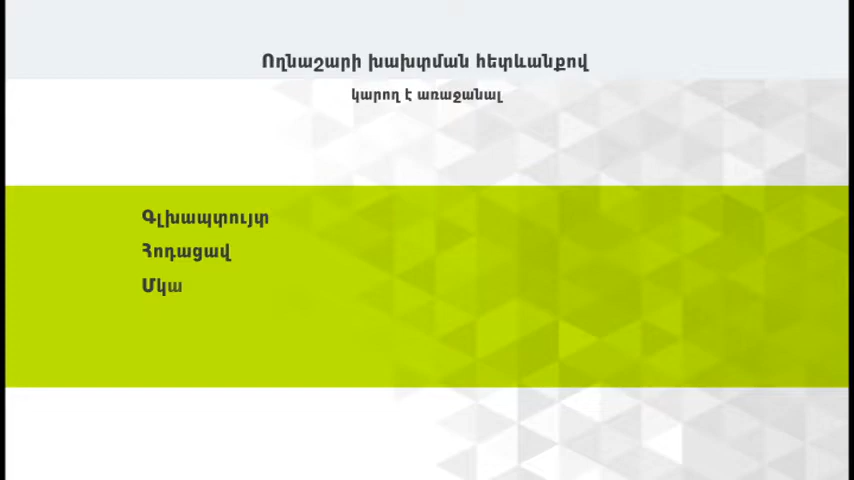 Ողնաշարի խախտման հետևանքով
կարող է առաջանալ
Գլխապտույտ
Հոդացավ
Մկա